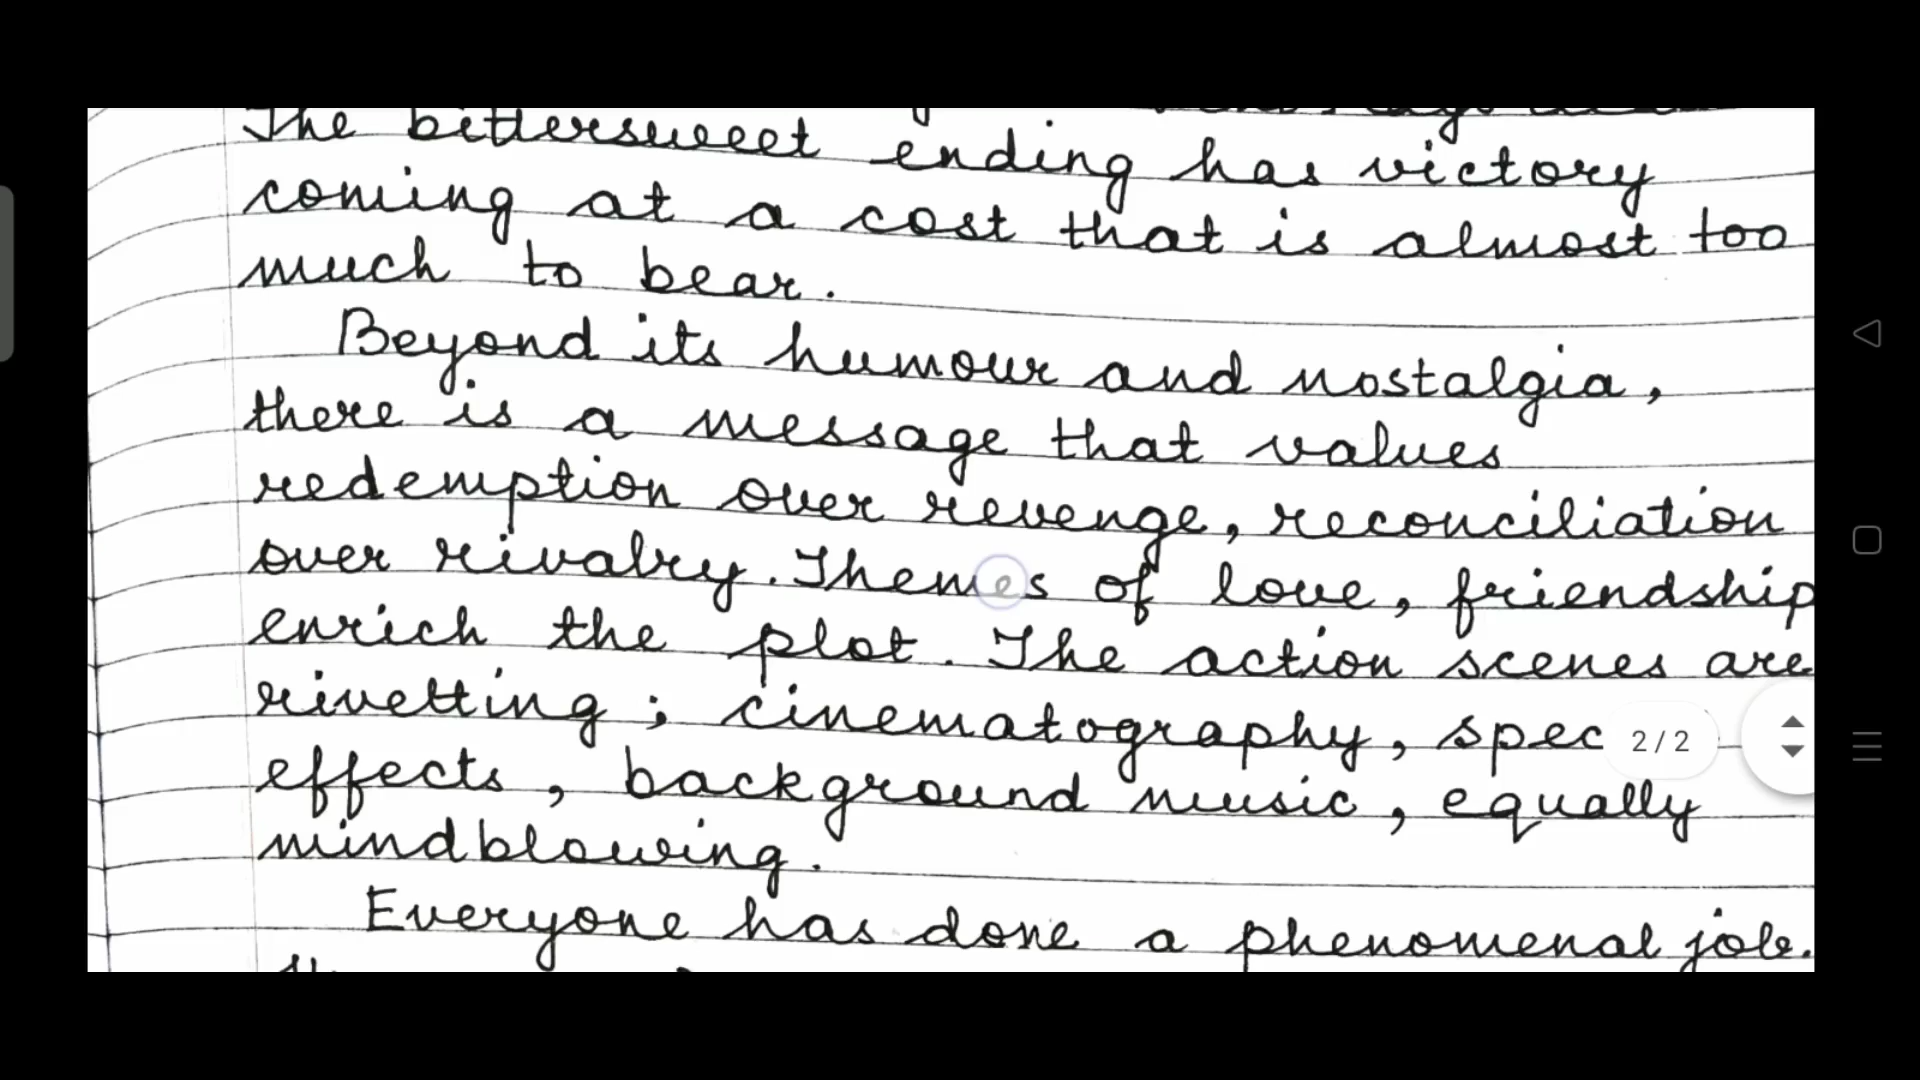 The bittersweet ending has victory
coming at a cost that is almost too
much to bear.
Beyond its humour and nostalgia,
there is a message that values
redemption over revenge, reconciliation
over rivalry. Themes of love, friendship
enrich the plot. The action scenes are
rivetting; cinematography, spec
2/2
effects, background music, equally
mindblowing.
Everyone has done a phenomenal job.